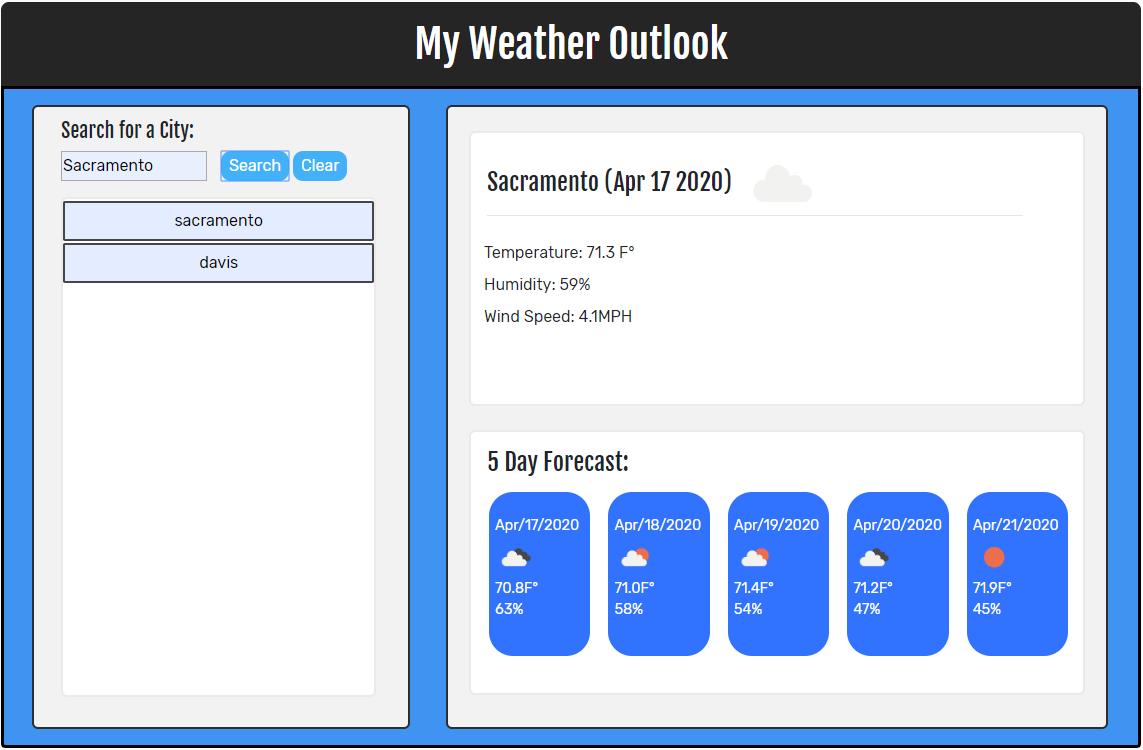 My Weather Outlook
Search for a City:
Sacramento Search Clear
sacramento
davis
Sacramento (Apr 17 2020)
Temperature: 71.3 F°
Humidity: 59%
Wind Speed: 4.1MPH
5 Day Forecast:
Apr/17/2020
70.8F°
63%
Apr/18/2020
71.0F°
58%
Apr/19/2020
71.4F°
54%
Apr/20/2020
71.2F°
47%
Apr/21/2020
71.9F°
45%